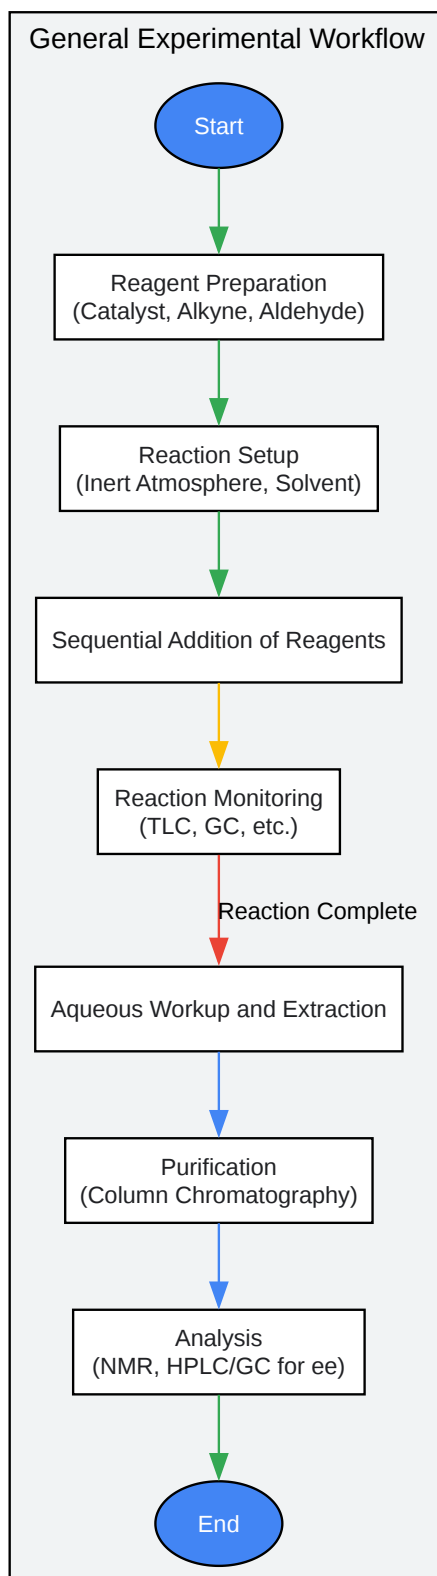 General Experimental Workflow
Start
Reagent Preparation
(Catalyst, Alkyne, Aldehyde)
Reaction Setup
(Inert Atmosphere, Solvent)
Sequential Addition of Reagents
Reaction Monitoring
(TLC, GC, etc.)
Reaction Complete
Aqueous Workup and Extraction
Purification
(Column Chromatography)
Analysis
(NMR, HPLC/GC for ee)
End